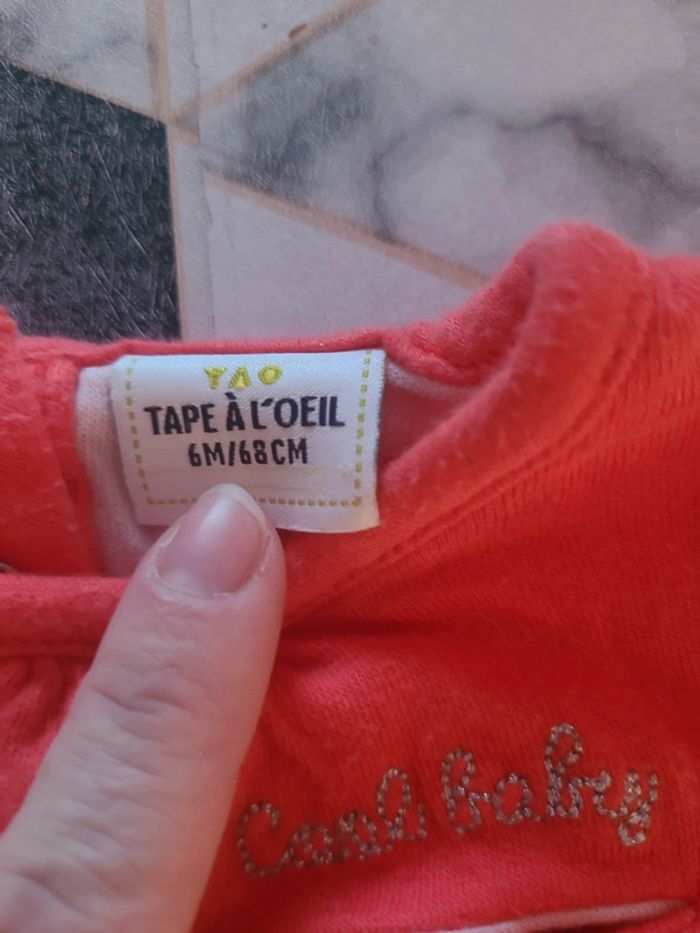 TAO
TAPE À L'OEIL
6M/68CM
Cool baby